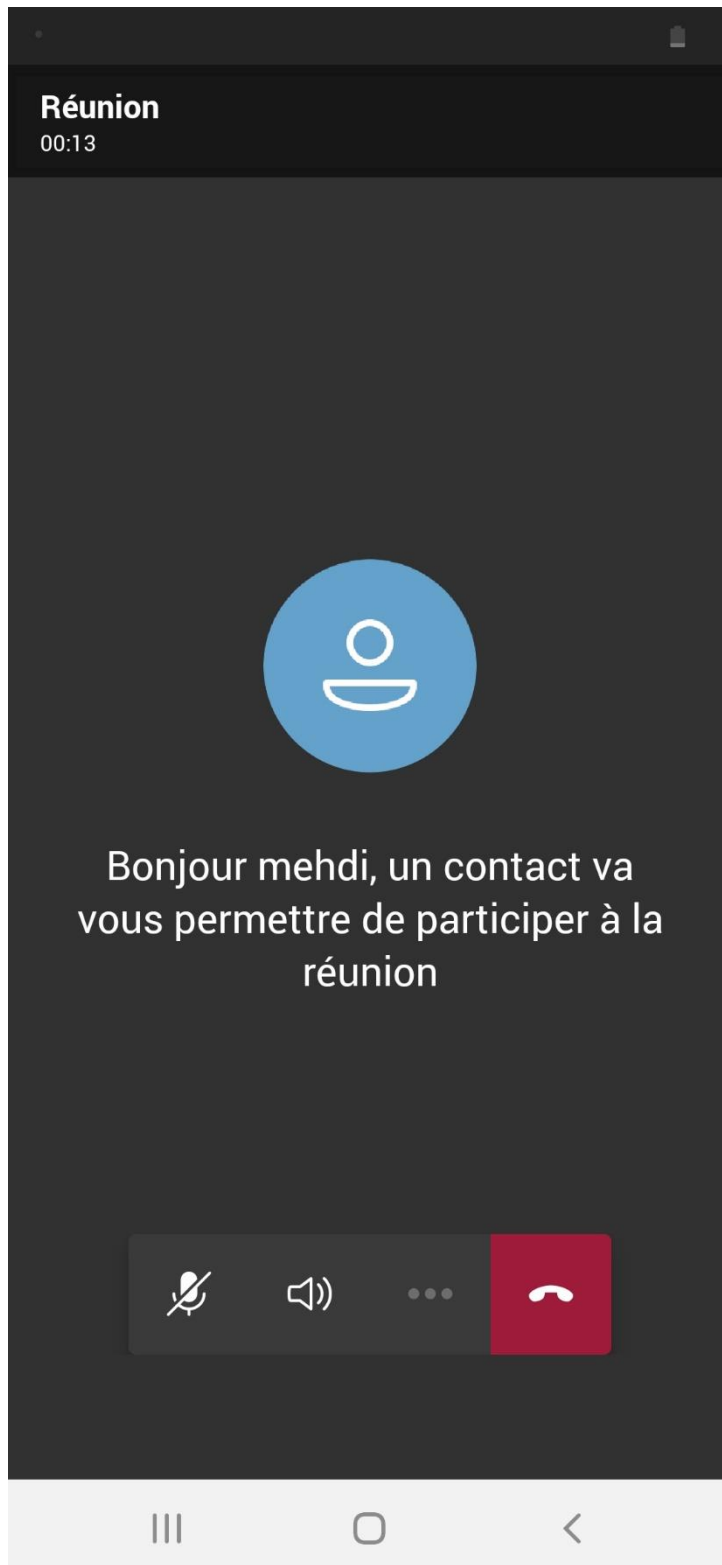 Réunion
00:13
Bonjour mehdi, un contact va
vous permettre de participer à la
réunion